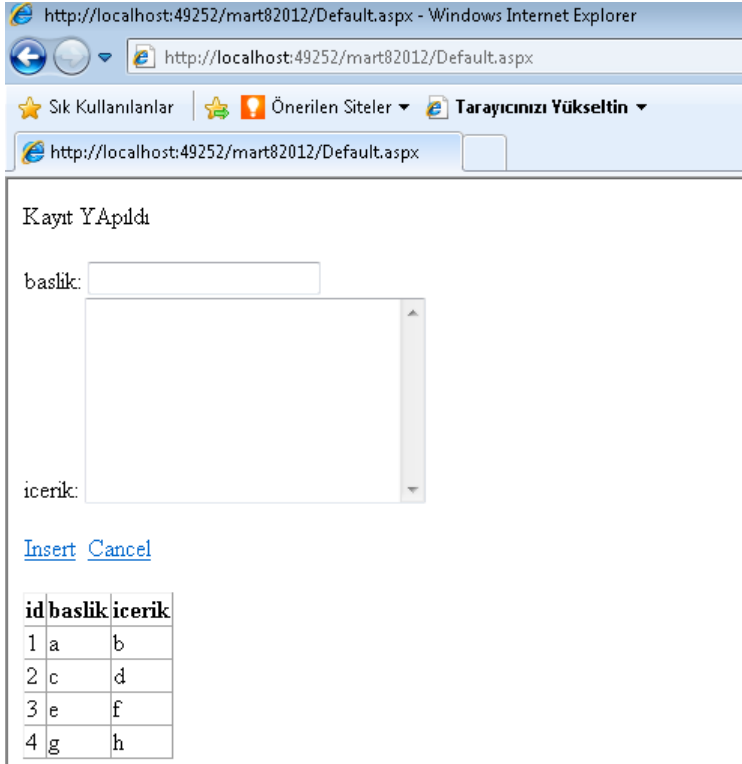 http://localhost:49252/mart82012/Default.aspx - Windows Internet Explorer
http://localhost:49252/mart82012/Default.aspx
Sık Kullanılanlar Önerilen Siteler Tarayıcınızı Yükseltin
http://localhost:49252/mart82012/Default.aspx
Kayıt YApıldı
baslik:
icerik:
Insert Cancel
id baslik icerik
1 a b
2 c d
3 e f
4 g h